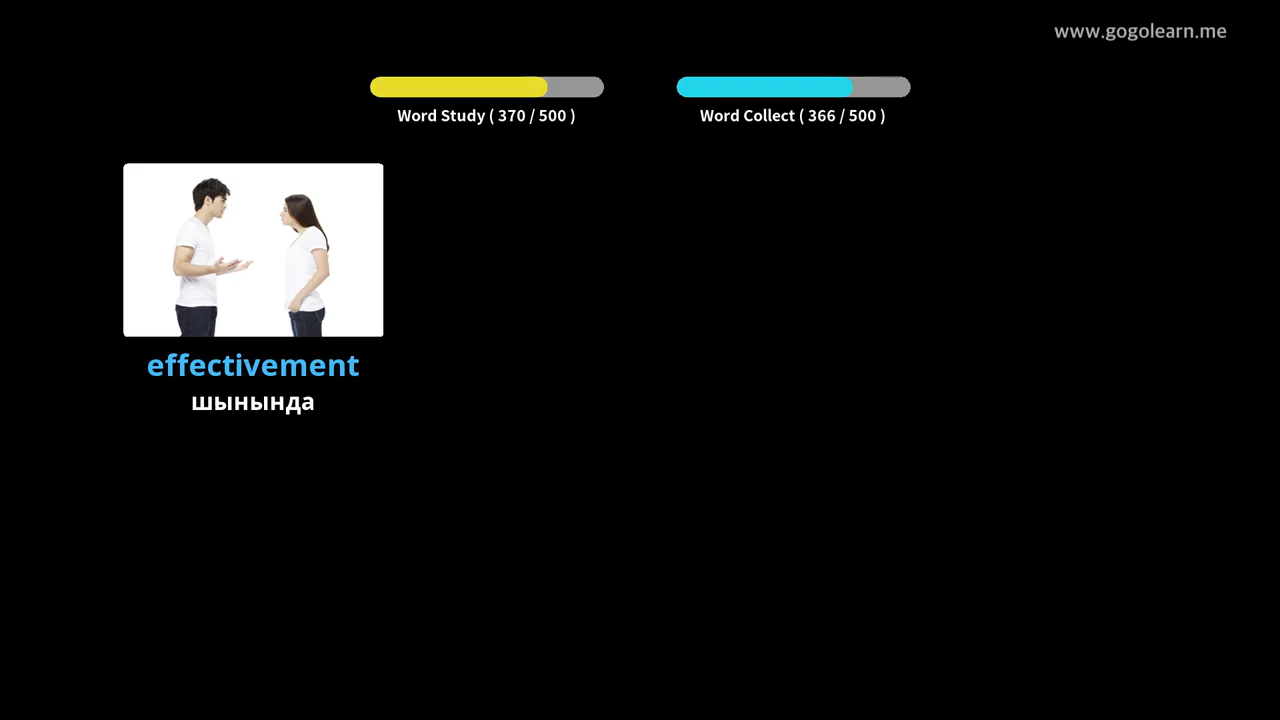 www.gogolearn.me
Word Study ( 370 / 500 )
Word Collect ( 366 / 500 )
effectivement
шынында